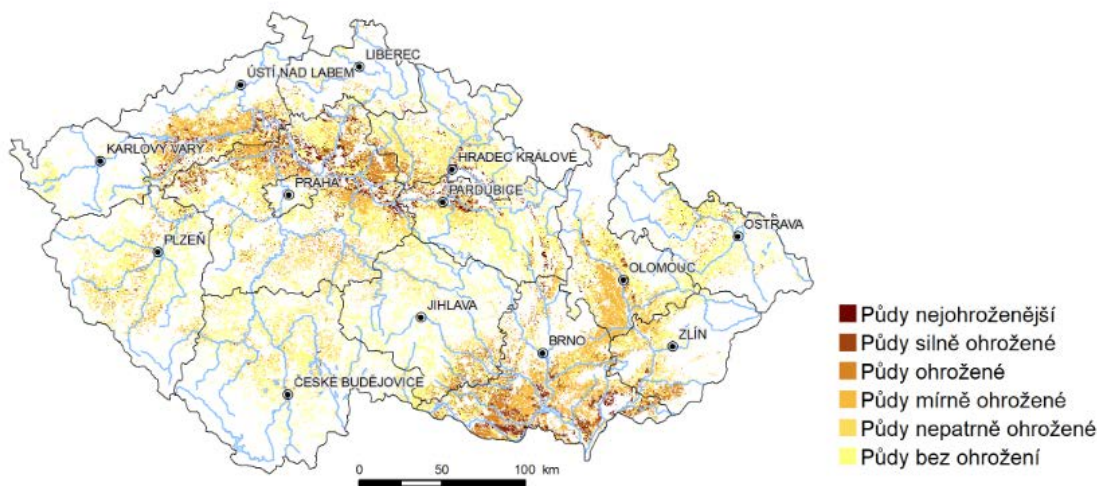 LIBEREC
ÚSTÍ NAD LABEM
KARLOVY VARY
HRADEC KRÁLOVÉ
PRAHA
PARDUBICE
OSTRAVA
PLZEŇ
OLOMOUC
JIHLAVA
ZLÍN
BRNO
ČESKÉ BUDĚJOVICE
0 50 100 km
Půdy nejohroženější
Půdy silně ohrožené
Půdy ohrožené
Půdy mírně ohrožené
Půdy nepatrně ohrožené
Půdy bez ohrožení